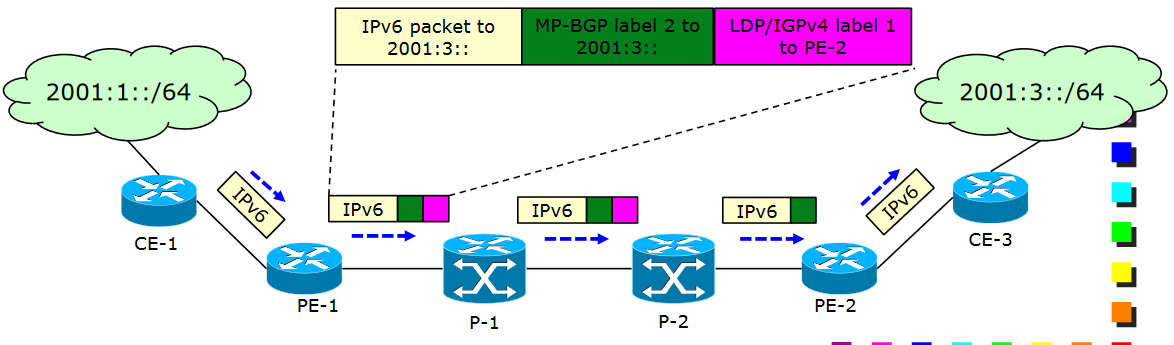 IPv6 packet to
2001:3::
MP-BGP label 2 to
2001:3::
LDP/IGPv4 label 1
to PE-2
2001:1::/64
2001:3::/64
IPv6
IPv6
IPv6
IPv6
IPv6
CE-1
PE-1
P-1
P-2
PE-2
CE-3